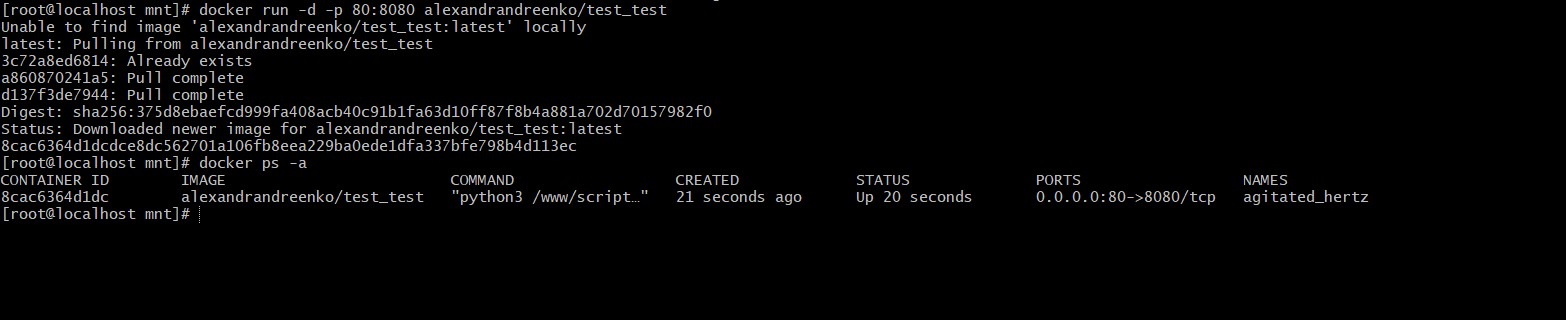 [root@localhost mnt]# docker run -d -p 80:8080 alexandrandreenko/test_test
Unable to find image 'alexandrandreenko/test_test:latest' locally
latest: Pulling from alexandrandreenko/test_test
3c72a8ed6814: Already exists
a860870241a5: Pull complete
d137f3de7944: Pull complete
Digest: sha256:375d8ebaefcd999fa408acb40c91b1fa63d10ff87f8b4a881a702d70157982f0
Status: Downloaded newer image for alexandrandreenko/test_test:latest
8cac6364d1dcdce8dc562701a106fb8eea229ba0ede1dfa337bfe798b4d113ec
[root@localhost mnt]# docker ps -a
CONTAINER ID        IMAGE                         COMMAND                  CREATED             STATUS              PORTS                  NAMES
8cac6364d1dc        alexandrandreenko/test_test   "python3 /www/script…"   21 seconds ago      Up 20 seconds       0.0.0.0:80->8080/tcp   agitated_hertz
[root@localhost mnt]#